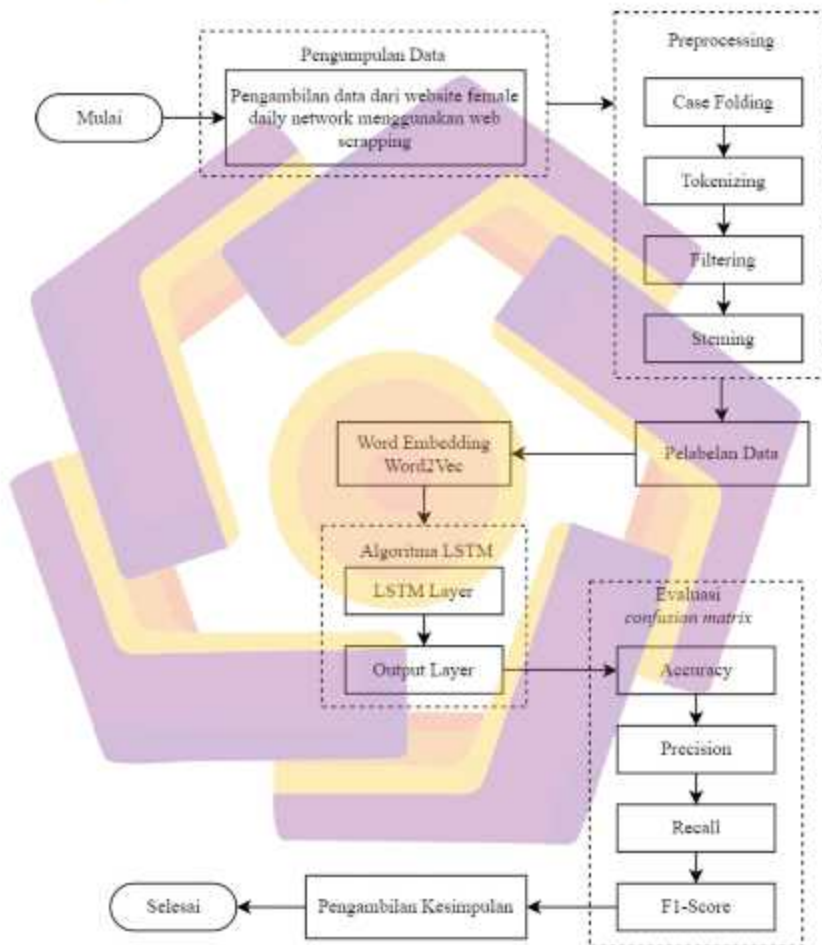 Pengumpulan Data
Mulai
Pengambilan data dari website female
daily network menggunakan web
scrapping
Preprocessing
Case Folding
Tokenizing
Filtering
Steming
Pelabelan Data
Word Embedding
Word2Vec
Algoritma LSTM
LSTM Layer
Output Layer
Evaluasi
confusion matrix
Accuracy
Precision
Recall
F1-Score
Pengambilan Kesimpulan
Selesai